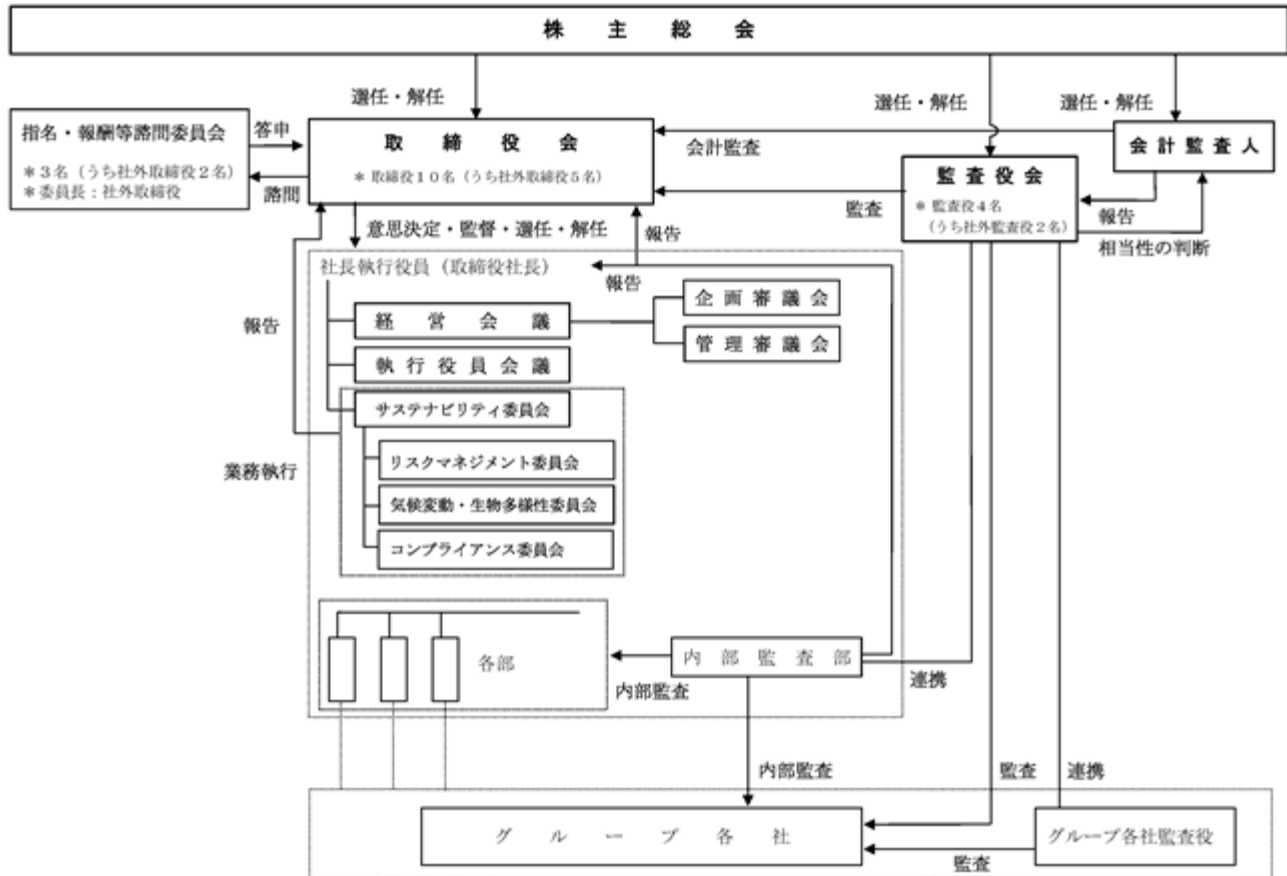 株主総会
選任・解任
選任・解任
選任・解任
指名・報酬等諮問委員会
＊３名（うち社外取締役２名）
＊委員長：社外取締役
答申
諮問
取締役会
＊取締役１０名（うち社外取締役５名）
会計監査
監査
会計監査人
監査役会
＊監査役４名
（うち社外監査役２名）
報告
相当性の判断
意思決定・監督・選任・解任
報告
社長執行役員（取締役社長）
報告
報告
経営会議
企画審議会
管理審議会
執行役員会議
サステナビリティ委員会
リスクマネジメント委員会
気候変動・生物多様性委員会
コンプライアンス委員会
業務執行
各部
内部監査部
内部監査
連携
内部監査
監査
連携
グループ各社
グループ各社監査役
監査